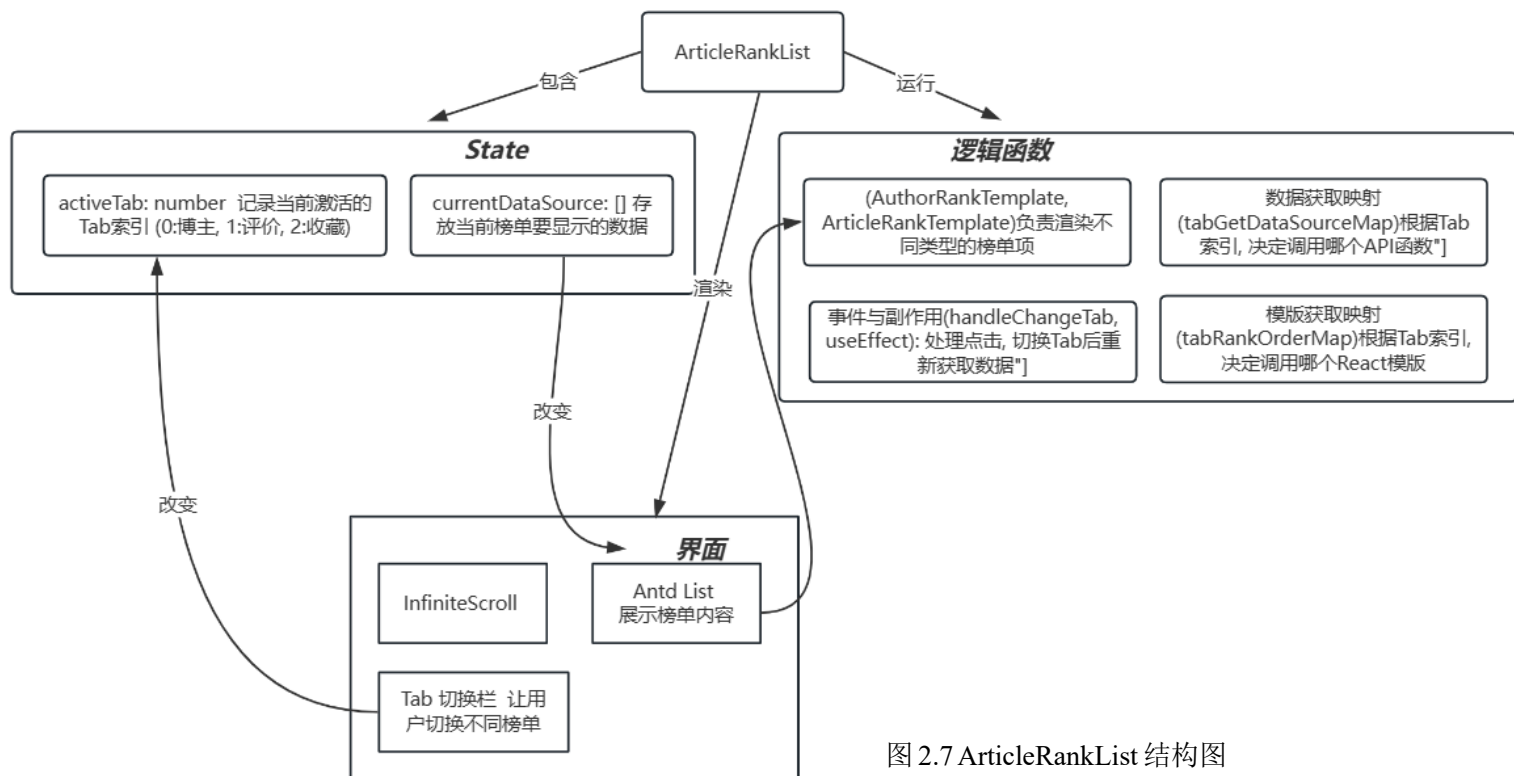 ArticleRankList
包含
运行
State
activeTab: number 记录当前激活的
Tab索引 (0:博主, 1:评价, 2:收藏)
currentDataSource: [] 存
放当前榜单要显示的数据
逻辑函数
(AuthorRankTemplate,
ArticleRankTemplate)负责渲染不
同类型的榜单项
数据获取映射
(tabGetDataSourceMap)根据Tab
索引, 决定调用哪个API函数"]
事件与副作用(handleChangeTab,
useEffect): 处理点击, 切换Tab后重
新获取数据"]
模版获取映射
(tabRankOrderMap)根据Tab索引,
决定调用哪个React模版
渲染
改变
改变
界面
InfiniteScroll
Antd List
展示榜单内容
Tab 切换栏 让用
户切换不同榜单
图 2.7 ArticleRankList 结构图